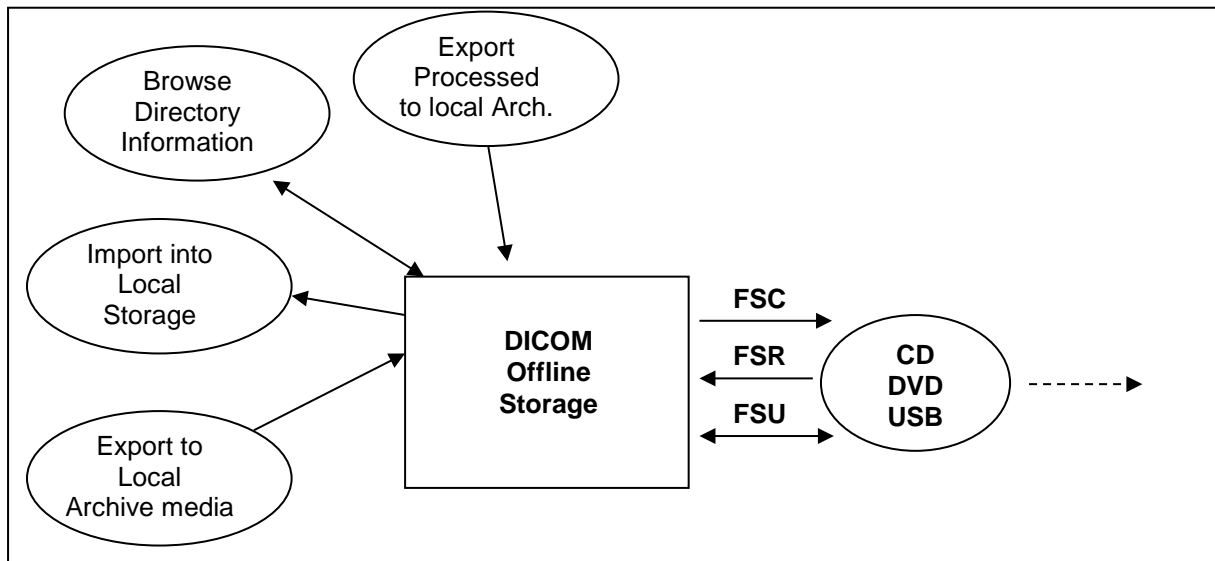 Browse
Directory
Information
Export
Processed
to local Arch.
Import into
Local
Storage
Export to
Local
Archive media
DICOM
Offline
Storage
FSC
FSR
FSU
CD
DVD
USB